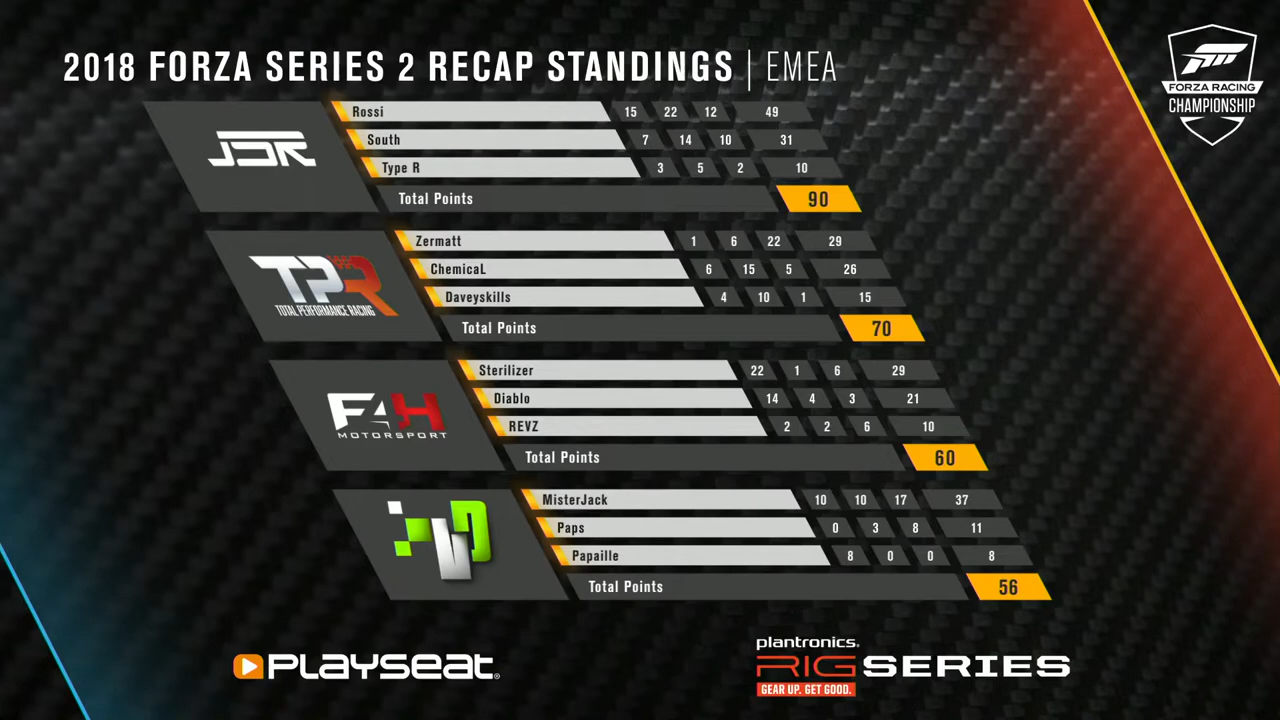 2018 FORZA SERIES 2 RECAP STANDINGS | EMEA
FORZA RACING
CHAMPIONSHIP
JSR
Rossi 15 22 12 49
South 7 14 10 31
Type R 3 5 2 10
Total Points 90
TPR
TOTAL PERFORMANCE RACING
Zermatt 1 6 22 29
ChemicaL 6 15 5 26
Daveyskills 4 10 1 15
Total Points 70
F4H
MOTORSPORT
Sterilizer 22 1 6 29
Diablo 14 4 3 21
REVZ 2 2 6 10
Total Points 60
MisterJack 10 10 17 37
Paps 0 3 8 11
Papaille 8 0 0 8
Total Points 56
PLAYSEAT®
plantronics®
RIG SERIES
GEAR UP. GET GOOD.